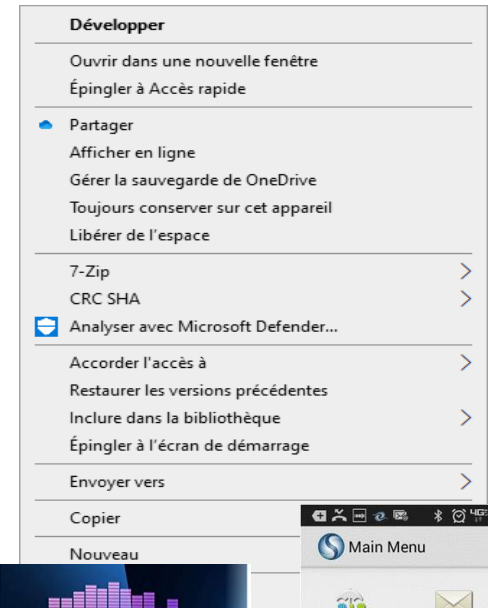 Développer
Ouvrir dans une nouvelle fenêtre
Épingler à Accès rapide
Partager
Afficher en ligne
Gérer la sauvegarde de OneDrive
Toujours conserver sur cet appareil
Libérer de l'espace
7-Zip
CRC SHA
Analyser avec Microsoft Defender...
Accorder l'accès à
Restaurer les versions précédentes
Inclure dans la bibliothèque
Épingler à l'écran de démarrage
Envoyer vers
Copier
4G
Main Menu
Nouveau